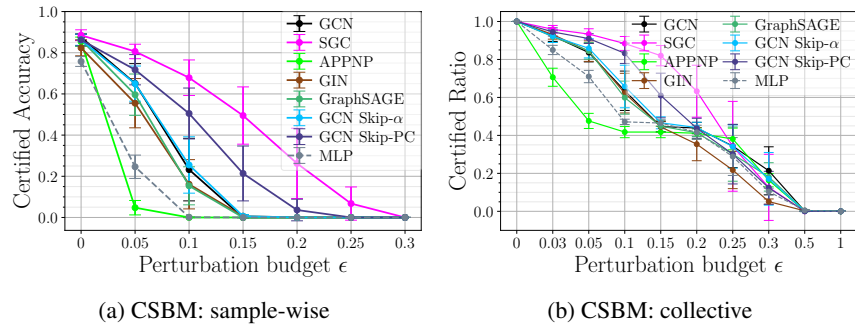 Certified Accuracy
1.0
0.8
0.6
0.4
0.2
0.0
0 0.05 0.1 0.15 0.2 0.25 0.3
Perturbation budget ϵ
GCN
SGC
APPNP
GIN
GraphSAGE
GCN Skip-α
GCN Skip-PC
MLP
(a) CSBM: sample-wise
Certified Ratio
1.0
0.8
0.6
0.4
0.2
0.0
0 0.03 0.05 0.1 0.15 0.2 0.25 0.3 0.5 1
Perturbation budget ϵ
GCN
SGC
APPNP
GIN
GraphSAGE
GCN Skip-α
GCN Skip-PC
MLP
(b) CSBM: collective